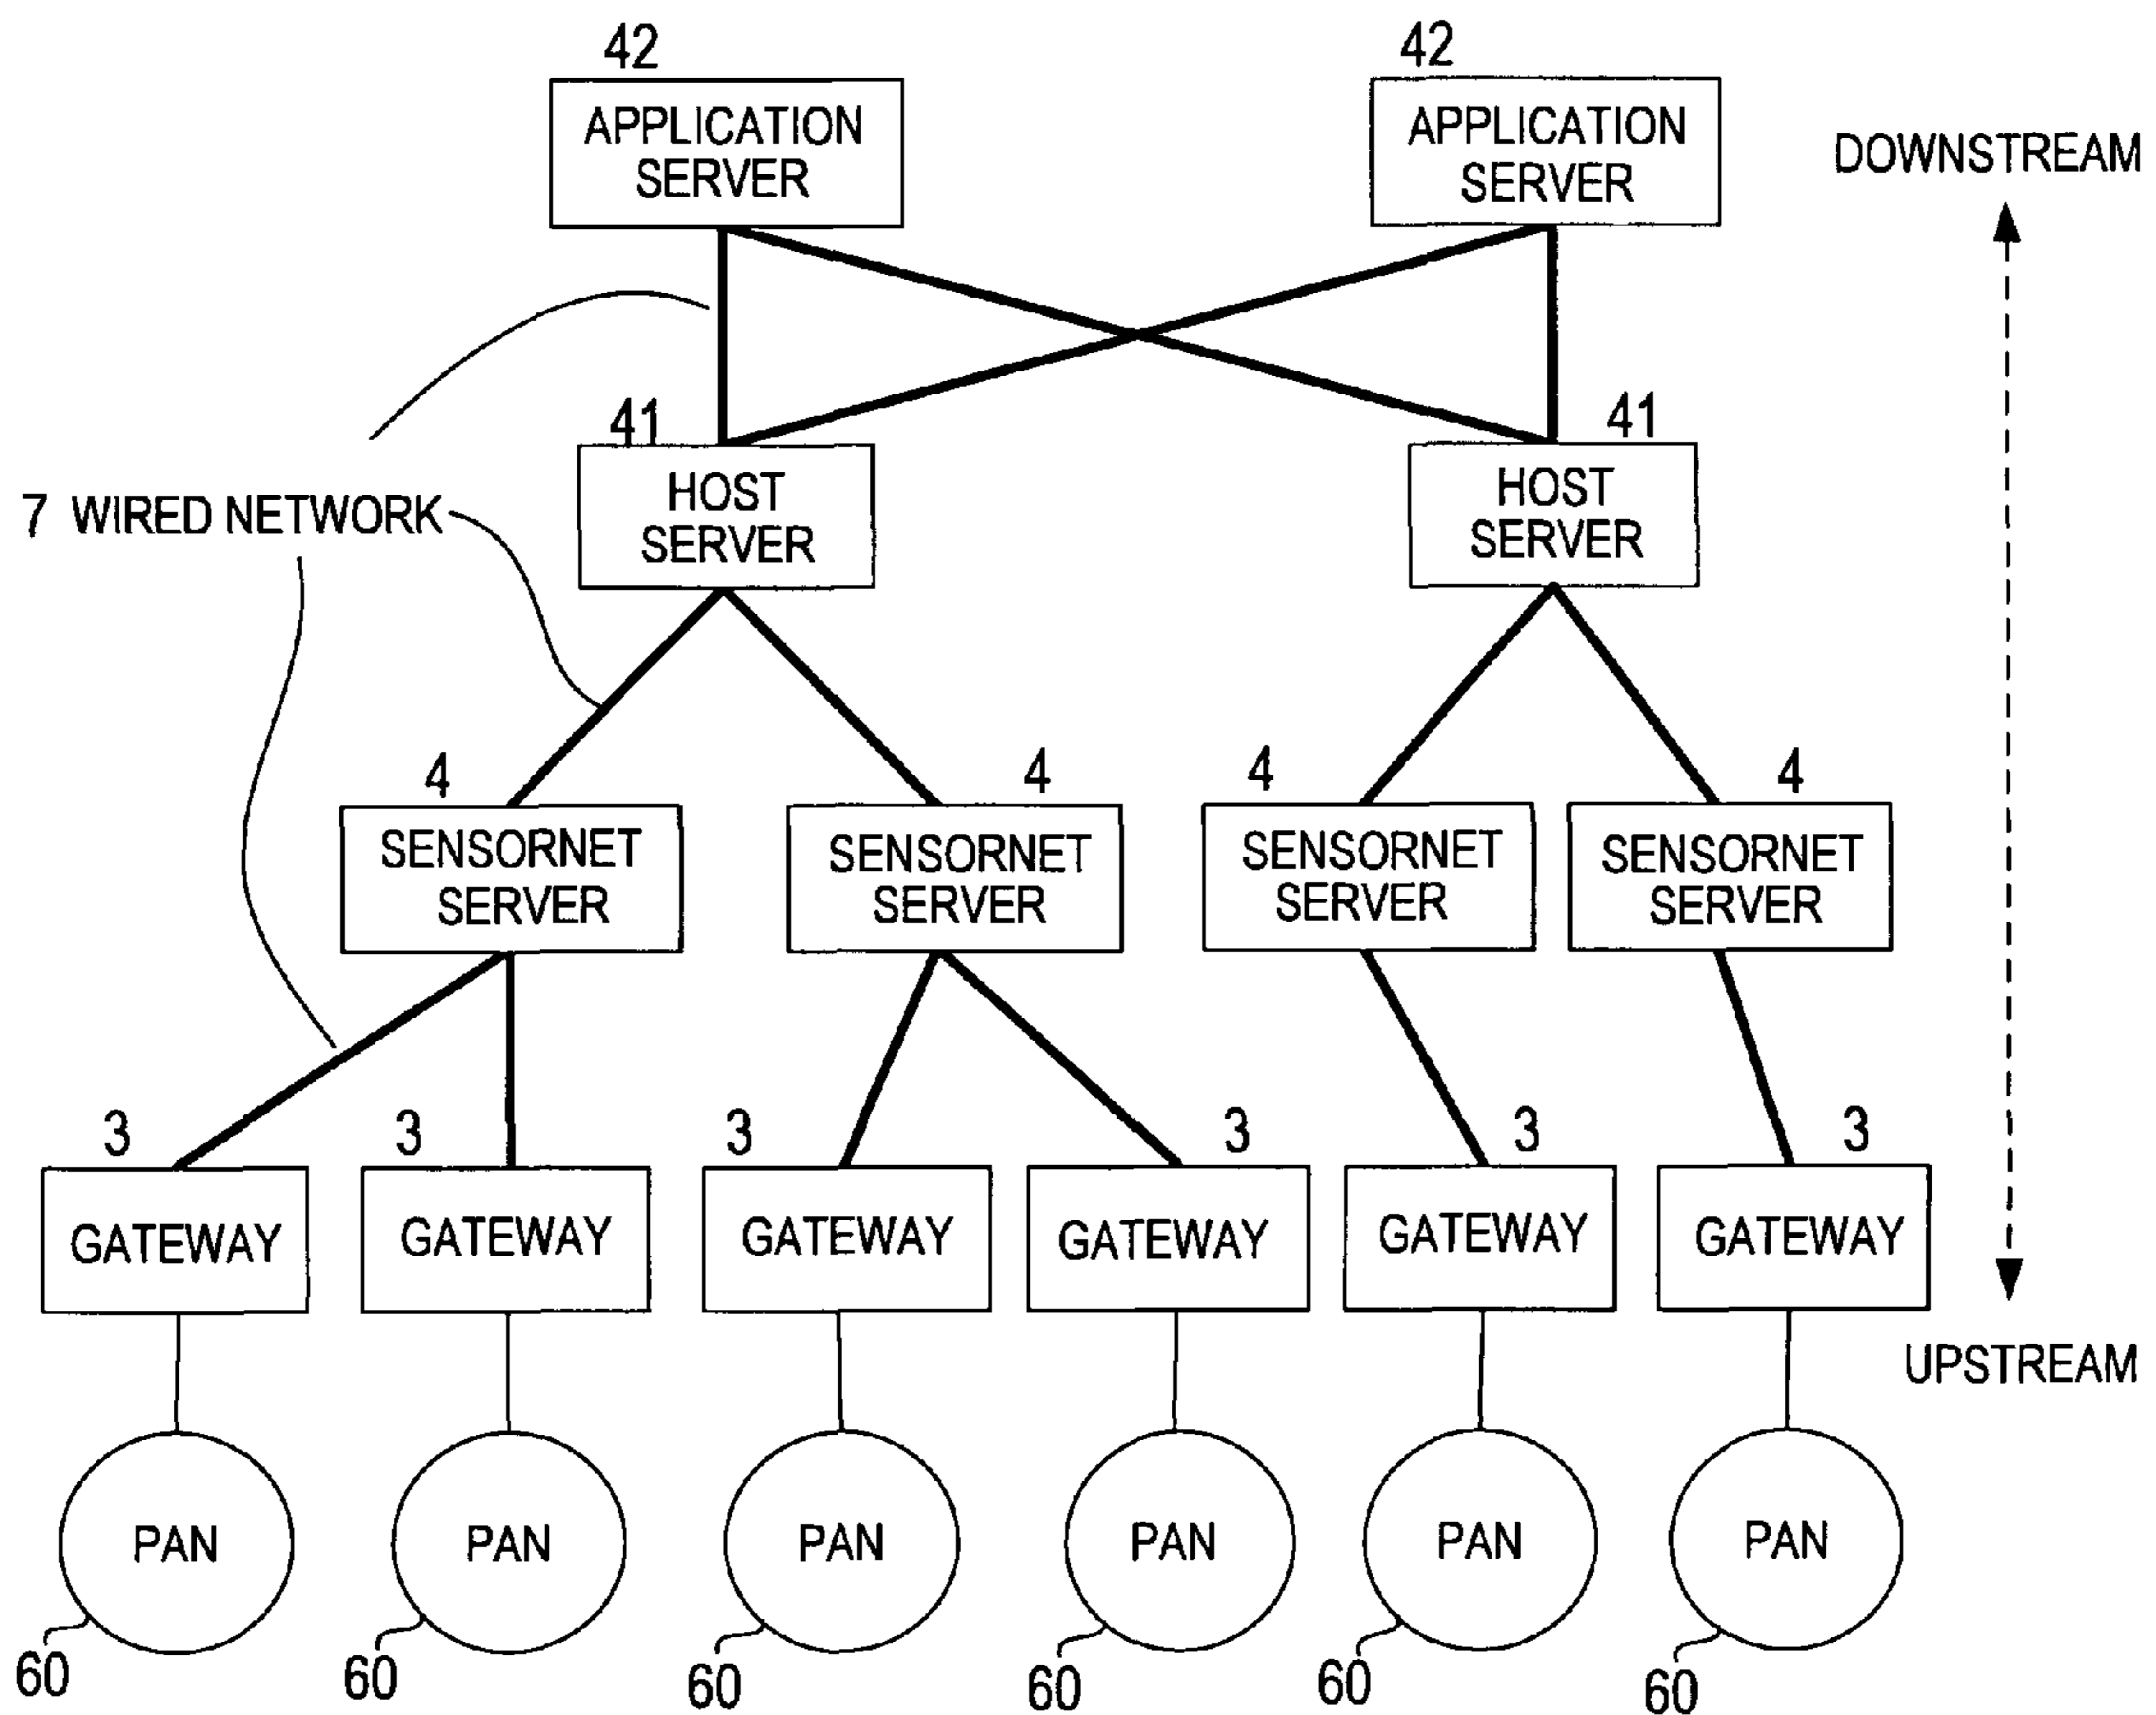 42
42
APPLICATION
SERVER
APPLICATION
SERVER
DOWNSTREAM
41
41
HOST
SERVER
HOST
SERVER
7 WIRED NETWORK
4
4
4
4
SENSORNET
SERVER
SENSORNET
SERVER
SENSORNET
SERVER
SENSORNET
SERVER
3
3
3
3
3
3
GATEWAY
GATEWAY
GATEWAY
GATEWAY
GATEWAY
GATEWAY
UPSTREAM
PAN
PAN
PAN
PAN
PAN
PAN
60
60
60
60
60
60